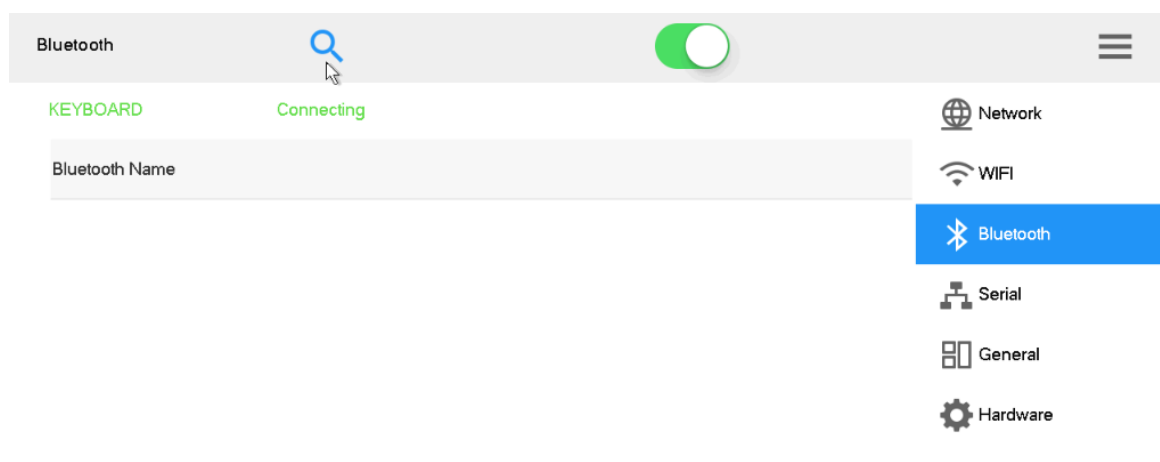 Bluetooth
KEYBOARD Connecting
Bluetooth Name
Network
WIFI
Bluetooth
Serial
General
Hardware